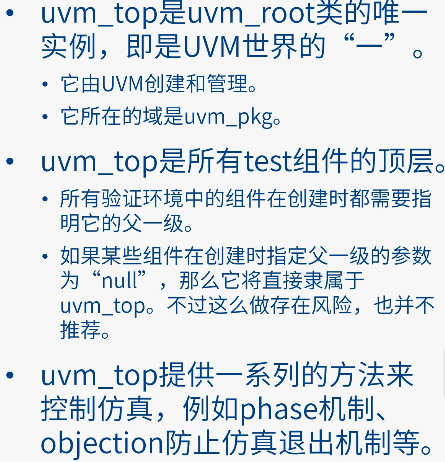 • uvm_top是uvm_root类的唯一
实例，即是UVM世界的“一”。
• 它由UVM创建和管理。
• 它所在的域是uvm_pkg。
• uvm_top是所有test组件的顶层。
• 所有验证环境中的组件在创建时都需要指
明它的父一级。
• 如果某些组件在创建时指定父一级的参数
为“null”，那么它将直接隶属于
uvm_top。不过这么做存在风险，也并不
推荐。
• uvm_top提供一系列的方法来
控制仿真，例如phase机制、
objection防止仿真退出机制等。